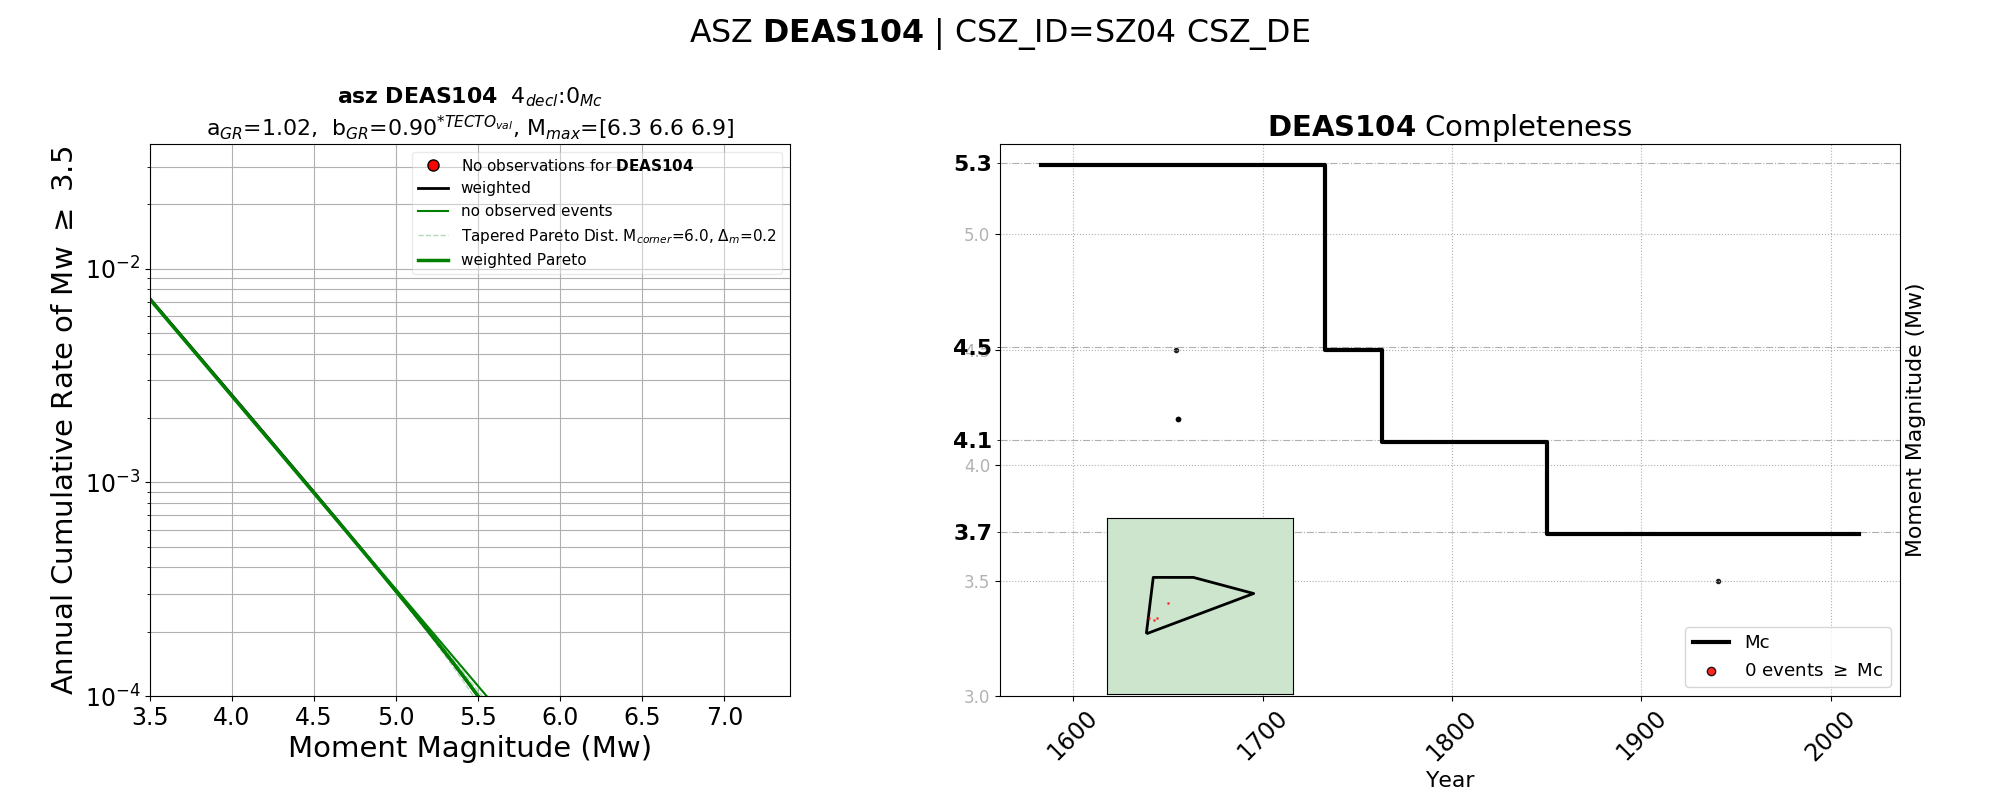 ASZ DEAS104 | CSZ_ID=SZ04 CSZ_DE
asz DEAS104 4decl:0Mc
aGR=1.02, bGR=0.90*TECTOval, Mmax=[6.3 6.6 6.9]
Annual Cumulative Rate of Mw ≥ 3.5
No observations for DEAS104
weighted
no observed events
Tapered Pareto Dist. Mcorner=6.0, Δm=0.2
weighted Pareto
10−2
10−3
10−4
3.5 4.0 4.5 5.0 5.5 6.0 6.5 7.0
Moment Magnitude (Mw)
DEAS104 Completeness
5.3
5.0
4.5
4.5
4.1
4.0
3.7
3.5
3.0
Moment Magnitude (Mw)
Mc
0 events ≥ Mc
1600 1700 1800 1900 2000
Year